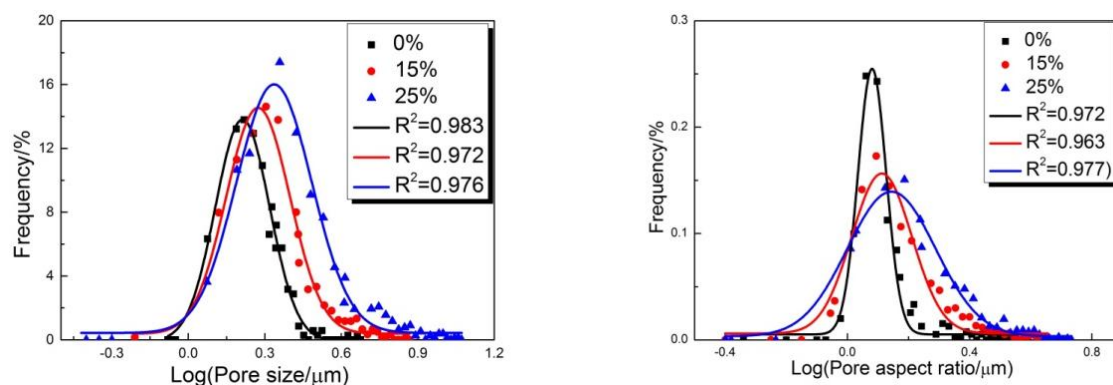 20
16
12
8
4
0
Frequency/%
-0.3
0.0
0.3
0.6
0.9
1.2
Log(Pore size/μm)
0%
15%
25%
R²=0.983
R²=0.972
R²=0.976
0.3
0.2
0.1
0.0
Frequency/%
-0.4
0.0
0.4
0.8
Log(Pore aspect ratio/μm)
0%
15%
25%
R²=0.972
R²=0.963
R²=0.977)